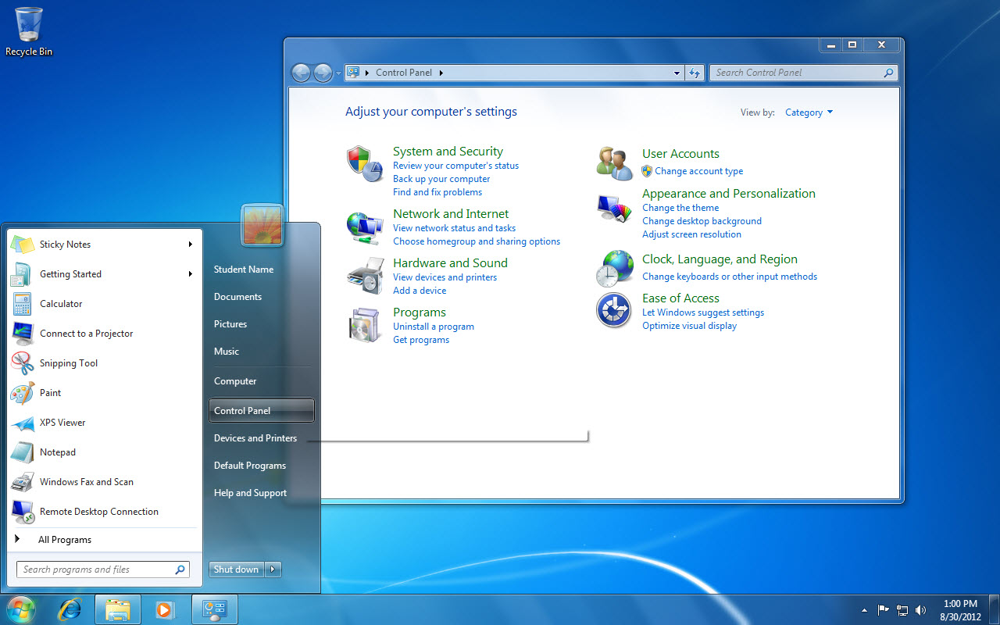 Recycle Bin
Control Panel
Search Control Panel
Adjust your computer's settings
View by:
Category
System and Security
Review your computer's status
Back up your computer
Find and fix problems
Network and Internet
View network status and tasks
Choose homegroup and sharing options
Hardware and Sound
View devices and printers
Add a device
Programs
Uninstall a program
Get programs
User Accounts
Change account type
Appearance and Personalization
Change the theme
Change desktop background
Adjust screen resolution
Clock, Language, and Region
Change keyboards or other input methods
Ease of Access
Let Windows suggest settings
Optimize visual display
Sticky Notes
Getting Started
Calculator
Connect to a Projector
Snipping Tool
Paint
XPS Viewer
Notepad
Windows Fax and Scan
Remote Desktop Connection
All Programs
Search programs and files
Student Name
Documents
Pictures
Music
Computer
Control Panel
Devices and Printers
Default Programs
Help and Support
Shut down
1:00 PM
8/30/2012